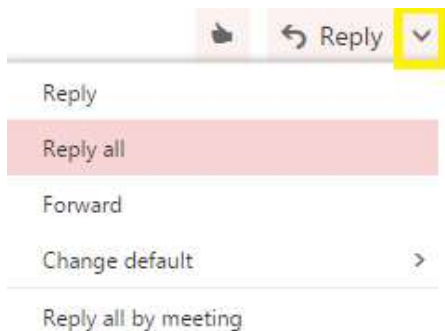 Reply
Reply
Reply all
Forward
Change default
Reply all by meeting